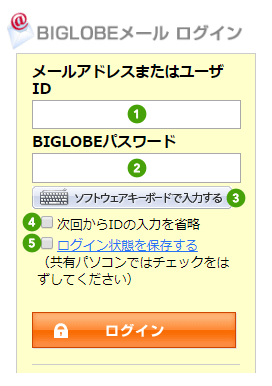 BIGLOBEメール ログイン
メールアドレスまたはユーザ
ID
1
BIGLOBEパスワード
2
ソフトウェアキーボードで入力する 3
4 次回からIDの入力を省略
5 ログイン状態を保存する
（共有パソコンではチェックをは
ずしてください）
ログイン